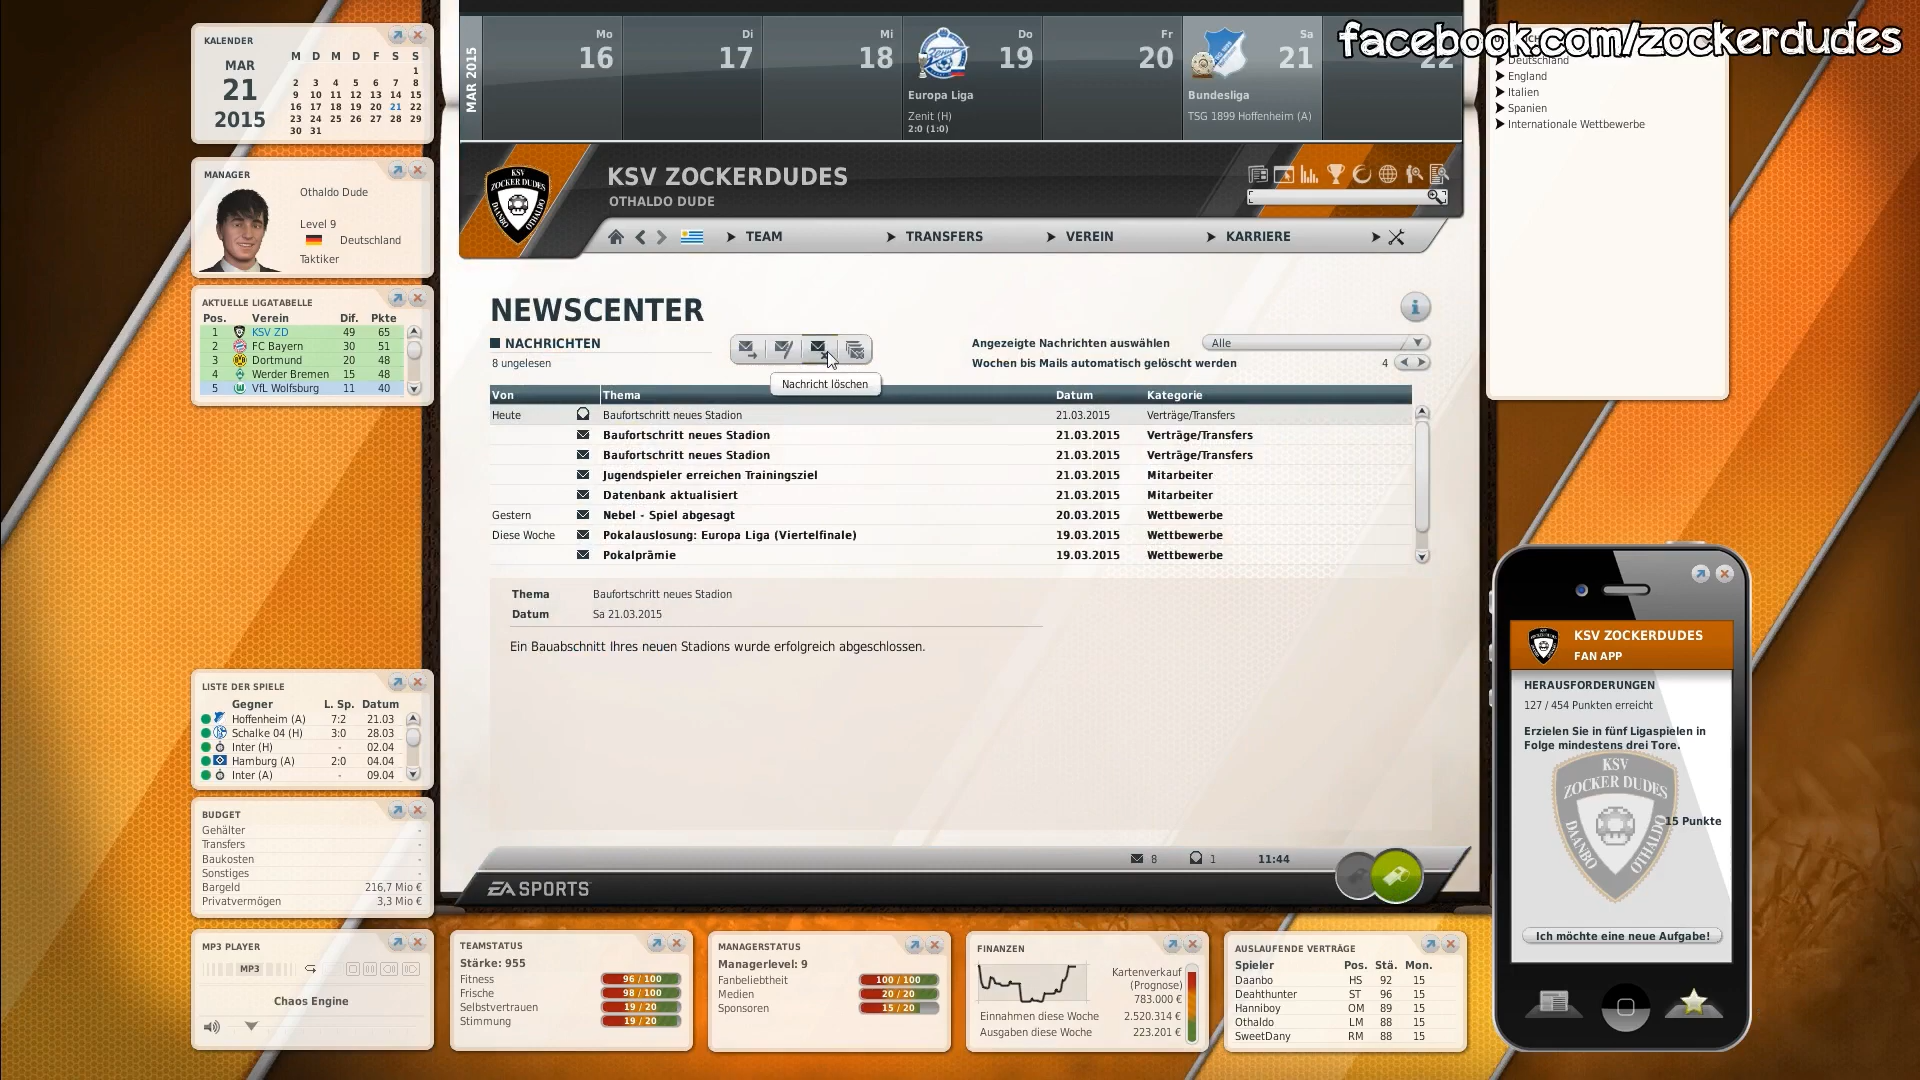 facebook.com/zockerdudes
KALENDER
MAR
21
2015
M D M D F S S
1
2 3 4 5 6 7 8
9 10 11 12 13 14 15
16 17 18 19 20 21 22
23 24 25 26 27 28 29
30 31
MAR 2015
Mo 16
Di 17
Mi 18
Do 19
Europa Liga
Zenit (H)
2:0 (1:0)
Fr 20
Sa 21
Bundesliga
TSG 1899 Hoffenheim (A)
22
Deutschland
England
Italien
Spanien
Internationale Wettbewerbe
MANAGER
Othaldo Dude
Level 9
Deutschland
Taktiker
KSV ZOCKERDUDES
OTHALDO DUDE
KSV
ZOCKER DUDES
DAANBO
OTHALDO
TEAM
TRANSFERS
VEREIN
KARRIERE
AKTUELLE LIGATABELLE
Pos. Verein Dif. Pkte
1 KSV ZD 49 65
2 FC Bayern 30 51
3 Dortmund 20 48
4 Werder Bremen 15 48
5 VfL Wolfsburg 11 40
NEWSCENTER
NACHRICHTEN
8 ungelesen
Nachricht löschen
Angezeigte Nachrichten auswählen Alle
Wochen bis Mails automatisch gelöscht werden 4
Von Thema Datum Kategorie
Heute Baufortschritt neues Stadion 21.03.2015 Verträge/Transfers
Baufortschritt neues Stadion 21.03.2015 Verträge/Transfers
Baufortschritt neues Stadion 21.03.2015 Verträge/Transfers
Jugendspieler erreichen Trainingsziel 21.03.2015 Mitarbeiter
Datenbank aktualisiert 21.03.2015 Mitarbeiter
Gestern Nebel - Spiel abgesagt 20.03.2015 Wettbewerbe
Diese Woche Pokalauslosung: Europa Liga (Viertelfinale) 19.03.2015 Wettbewerbe
Pokalprämie 19.03.2015 Wettbewerbe
Thema Baufortschritt neues Stadion
Datum Sa 21.03.2015
Ein Bauabschnitt Ihres neuen Stadions wurde erfolgreich abgeschlossen.
8 1 11:44
EA SPORTS
LISTE DER SPIELE
Gegner L. Sp. Datum
Hoffenheim (A) 7:2 21.03
Schalke 04 (H) 3:0 28.03
Inter (H) - 02.04
Hamburg (A) 2:0 04.04
Inter (A) - 09.04
BUDGET
Gehälter -
Transfers -
Baukosten -
Sonstiges -
Bargeld 216,7 Mio €
Privatvermögen 3,3 Mio €
MP3 PLAYER
MP3
Chaos Engine
TEAMSTATUS
Stärke: 955
Fitness 96 / 100
Frische 98 / 100
Selbstvertrauen 19 / 20
Stimmung 19 / 20
MANAGERSTATUS
Managerlevel: 9
Fanbeliebtheit 100 / 100
Medien 20 / 20
Sponsoren 15 / 20
FINANZEN
Kartenverkauf
(Prognose)
783.000 €
Einnahmen diese Woche 2.520.314 €
Ausgaben diese Woche 223.201 €
AUSLAUFENDE VERTRÄGE
Spieler Pos. Stä. Mon.
Daanbo HS 92 15
Deahthunter ST 96 15
Hanniboy OM 89 15
Othaldo LM 88 15
SweetDany RM 88 15
KSV ZOCKERDUDES
FAN APP
HERAUSFORDERUNGEN
127 / 454 Punkten erreicht
Erzielen Sie in fünf Ligaspielen in
Folge mindestens drei Tore.
KSV
ZOCKER DUDES
DAANBO
OTHALDO
15 Punkte
Ich möchte eine neue Aufgabe!